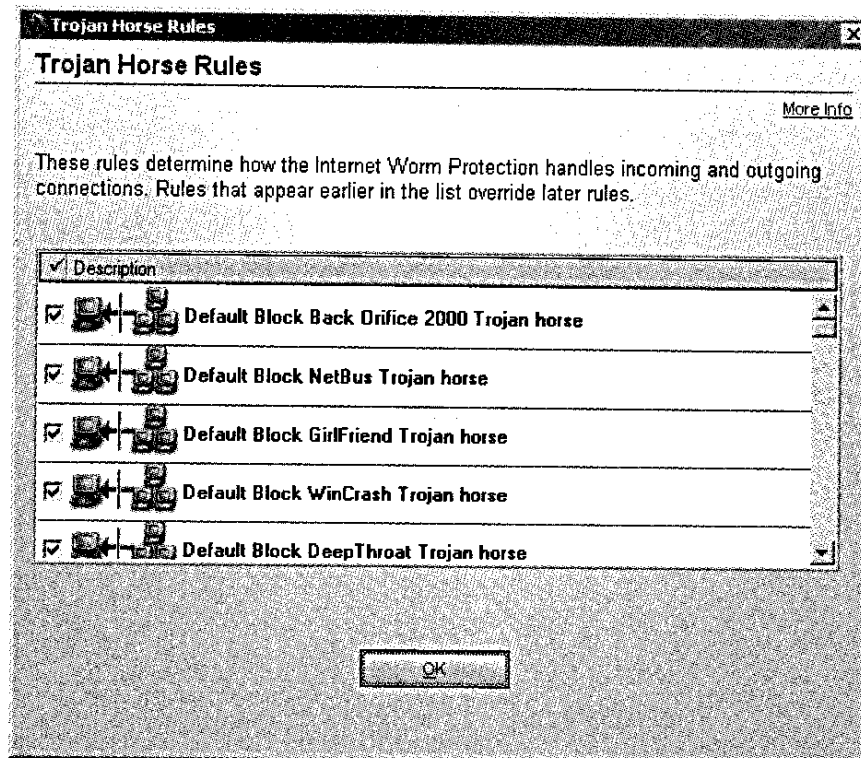 Trojan Horse Rules
Trojan Horse Rules
More Info
These rules determine how the Internet Worm Protection handles incoming and outgoing
connections. Rules that appear earlier in the list override later rules.
Description
Default Block Back Orifice 2000 Trojan horse
Default Block NetBus Trojan horse
Default Block GirlFriend Trojan horse
Default Block WinCrash Trojan horse
Default Block DeepThroat Trojan horse
OK